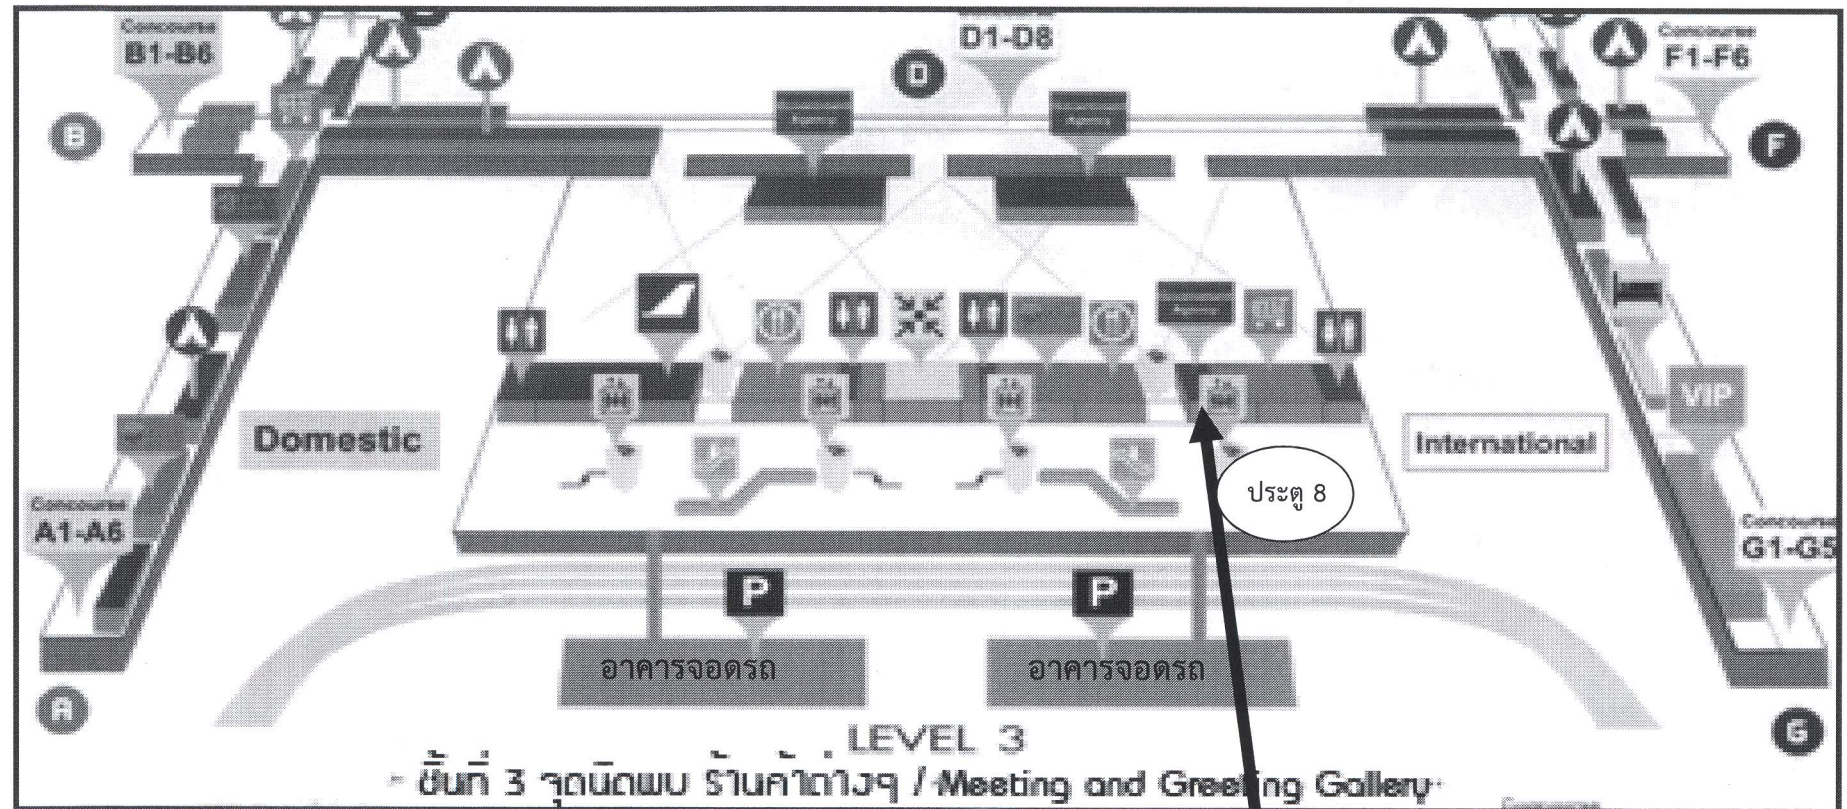 Concourse
B1-B6
D1-D8
Concourse
F1-F6
D
B
F
Agency
Agency
Agency
VIP
Domestic
International
ประตู 8
Concourse
A1-A6
Concourse
G1-G5
P
P
อาคารจอดรถ
อาคารจอดรถ
A
G
LEVEL 3
ชั้นที่ 3 จุดนัดพบ ร้านค้าต่างๆ / Meeting and Greeting Gallery